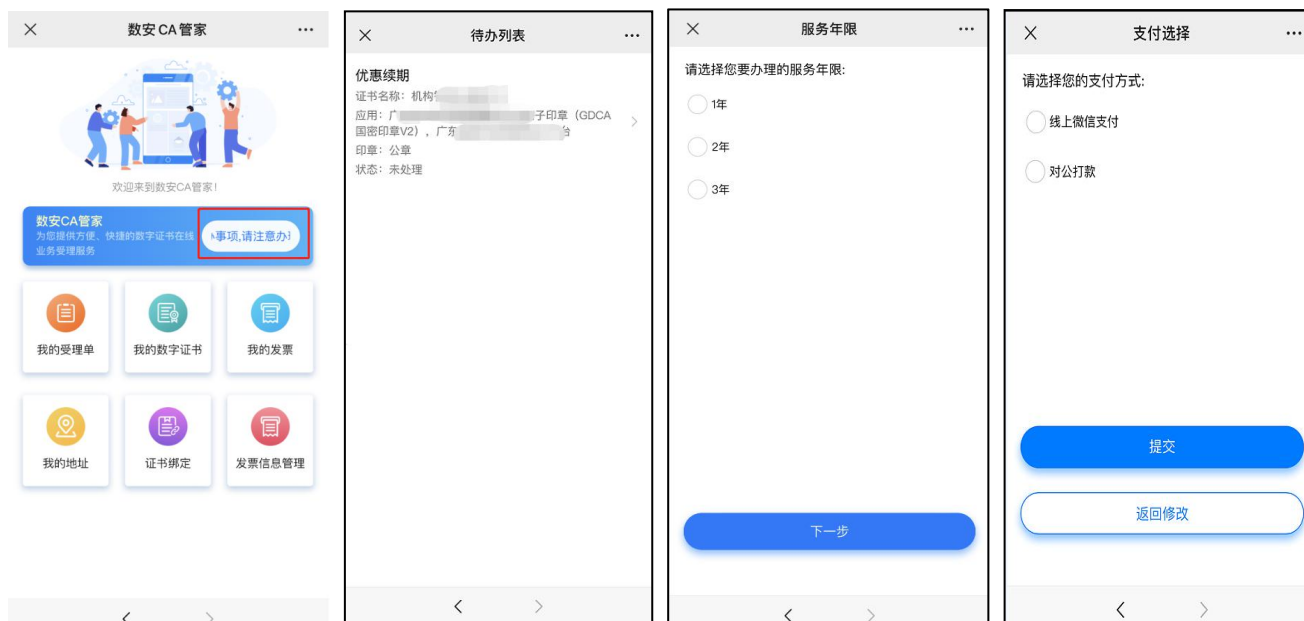 数安CA管家
欢迎来到数安CA管家!
数安CA管家
为您提供方便、快捷的数字证书在线
业务受理服务
事项,请注意办
我的受理单
我的数字证书
我的发票
我的地址
证书绑定
发票信息管理
待办列表
优惠续期
证书名称：机构
应用：广 子印章（GDCA
国密印章V2），广东 台
印章：公章
状态：未处理
服务年限
请选择您要办理的服务年限:
1年
2年
3年
下一步
支付选择
请选择您的支付方式:
线上微信支付
对公打款
提交
返回修改